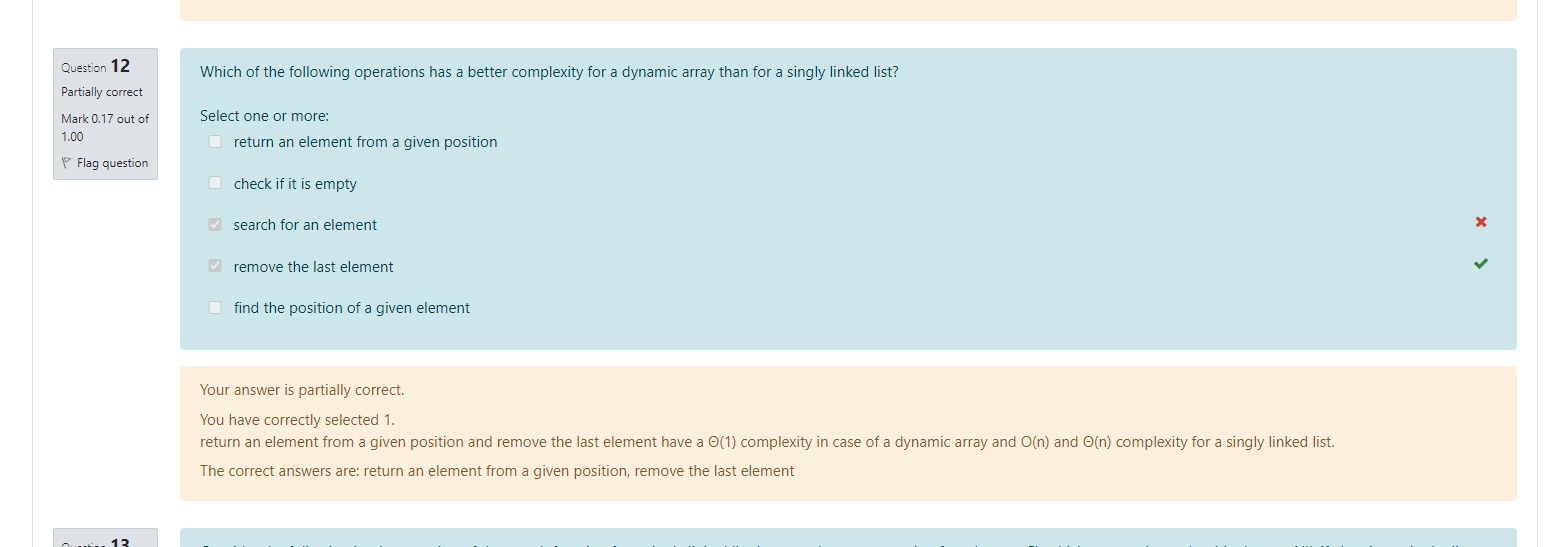 Question 12
Partially correct
Mark 0.17 out of
1.00
Flag question
Which of the following operations has a better complexity for a dynamic array than for a singly linked list?
Select one or more:
return an element from a given position
check if it is empty
search for an element
remove the last element
find the position of a given element
Your answer is partially correct.
You have correctly selected 1.
return an element from a given position and remove the last element have a Θ(1) complexity in case of a dynamic array and O(n) and Θ(n) complexity for a singly linked list.
The correct answers are: return an element from a given position, remove the last element
Question 13